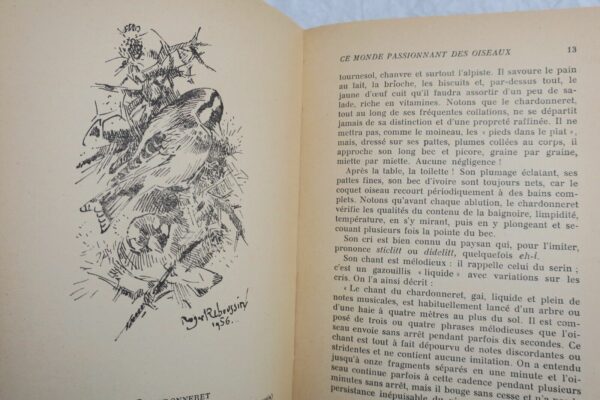 Roger Reboussin
1956.
ONNERET
CE MONDE PASSIONNANT DES OISEAUX 13
tournesol, chanvre et surtout l'alpiste. Il savoure le pain
au lait, la brioche, les biscuits et, par-dessus tout, le
jaune d'œuf cuit qu'il faudra assortir d'un peu de sa-
lade, riche en vitamines. Notons que le chardonneret,
tout au long de ses fréquentes collations, ne se départit
jamais de sa distinction et d'une propreté raffinée. Il ne
mettra pas, comme le moineau, les « pieds dans le plat »,
mais, dressé sur ses pattes, plumes collées au corps, il
approche son long bec et picore, graine par graine,
miette par miette. Aucune négligence !
Après la table, la toilette ! Son plumage éclatant, ses
pattes fines, son bec d'ivoire sont toujours nets, car le
coquet oiseau recourt périodiquement à des bains com-
plets. Notons qu'avant chaque ablution, le chardonneret
vérifie les qualités du contenu de la baignoire, limpidité,
température, en s'y mirant, puis en y plongeant et se-
couant plusieurs fois la pointe du bec.
Son cri est bien connu du paysan qui, pour l'imiter,
prononce sticlitt ou didelitt, quelquefois eh-i.
Son chant est mélodieux : il rappelle celui du serin ;
c'est un gazouillis « liquide » avec variations sur les
cris. On l'a ainsi décrit :
« Le chant du chardonneret, gai, liquide et plein de
notes musicales, est habituellement lancé d'un arbre ou
d'une haie à quatre mètres au plus du sol. Il est com-
posé de trois ou quatre phrases mélodieuses que l'oi-
seau envoie sans arrêt pendant parfois dix secondes. Ce
chant est tout à fait dépourvu de notes discordantes ou
stridentes et ne contient aucune imitation. On a entendu
jusqu'à onze fragments séparés en une minute et l'oi-
seau continuer parfois à cette cadence pendant plusieurs
minutes sans arrêt, mais il bouge sans cesse et n'a pas
persistance inépuisable du